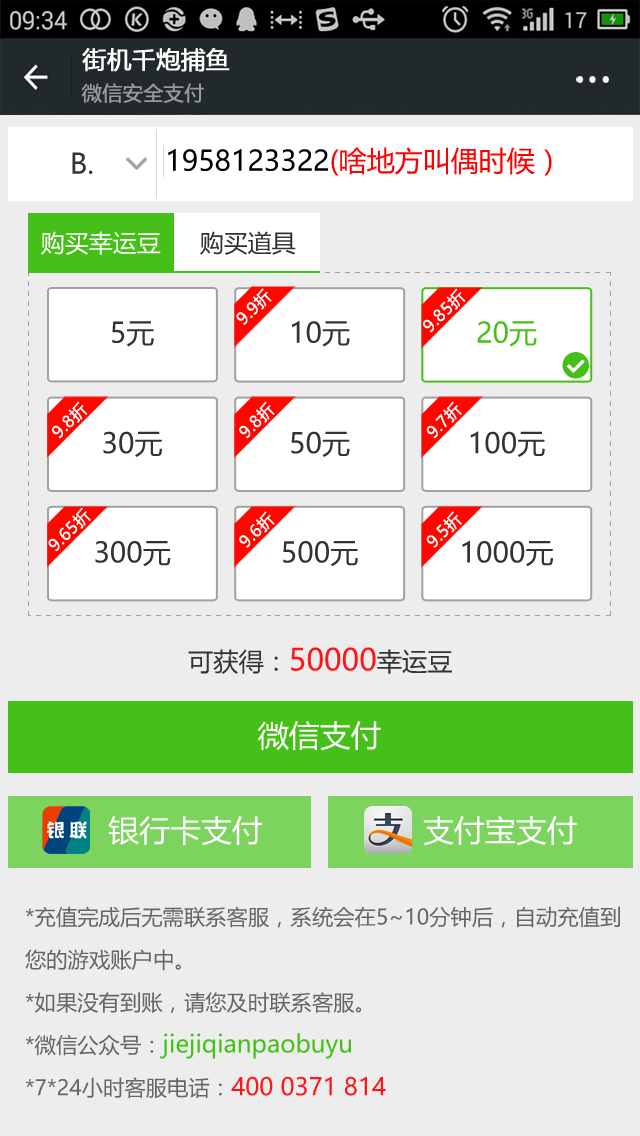 09:34 3G 17
街机千炮捕鱼
微信安全支付
B. 1958123322(啥地方叫偶时候）
购买幸运豆 购买道具
5元 9.9折 10元 9.85折 20元
9.8折 30元 9.8折 50元 9.7折 100元
9.65折 300元 9.6折 500元 9.5折 1000元
可获得：50000幸运豆
微信支付
银联 银行卡支付 支 支付宝支付
*充值完成后无需联系客服，系统会在5~10分钟后，自动充值到
您的游戏账户中。
*如果没有到账，请您及时联系客服。
*微信公众号：jiejiqianpaobuyu
*7*24小时客服电话：400 0371 814